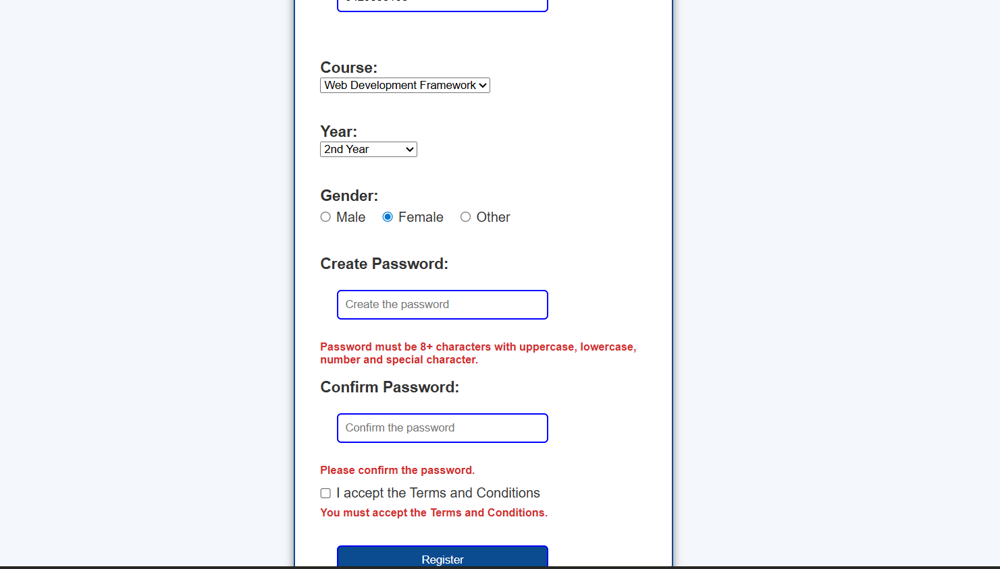 Course:
Web Development Framework
Year:
2nd Year
Gender:
Male Female Other
Create Password:
Create the password
Password must be 8+ characters with uppercase, lowercase,
number and special character.
Confirm Password:
Confirm the password
Please confirm the password.
I accept the Terms and Conditions
You must accept the Terms and Conditions.
Register